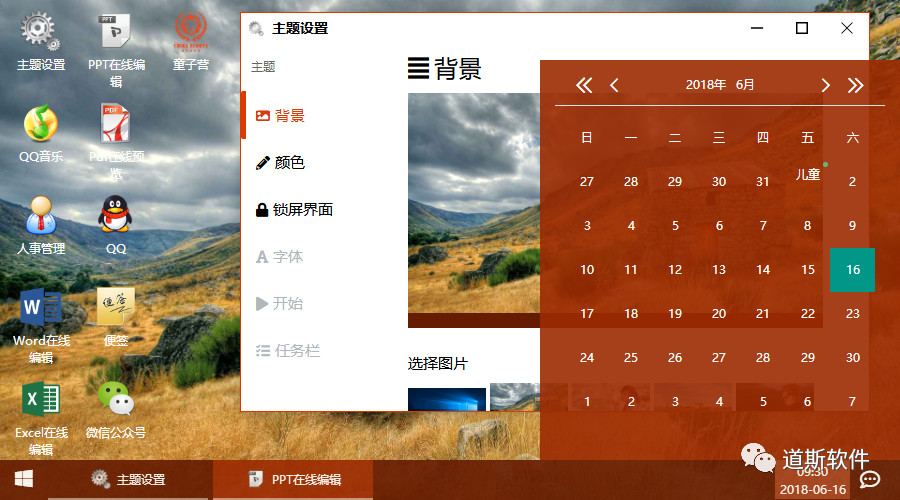 主题设置
PPT在线编
辑
童子营
QQ音乐
Pdf在线预
览
人事管理
QQ
Word在线
编辑
便签
Excel在线
编辑
微信公众号
主题设置
主题
背景
颜色
锁屏界面
字体
开始
任务栏
背景
选择图片
2018年 6月
日 一 二 三 四 五 六
27 28 29 30 31 儿童 2
3 4 5 6 7 8 9
10 11 12 13 14 15 16
17 18 19 20 21 22 23
24 25 26 27 28 29 30
1 2 3 4 5 6 7
主题设置
PPT在线编辑
道斯软件
09:30
2018-06-16